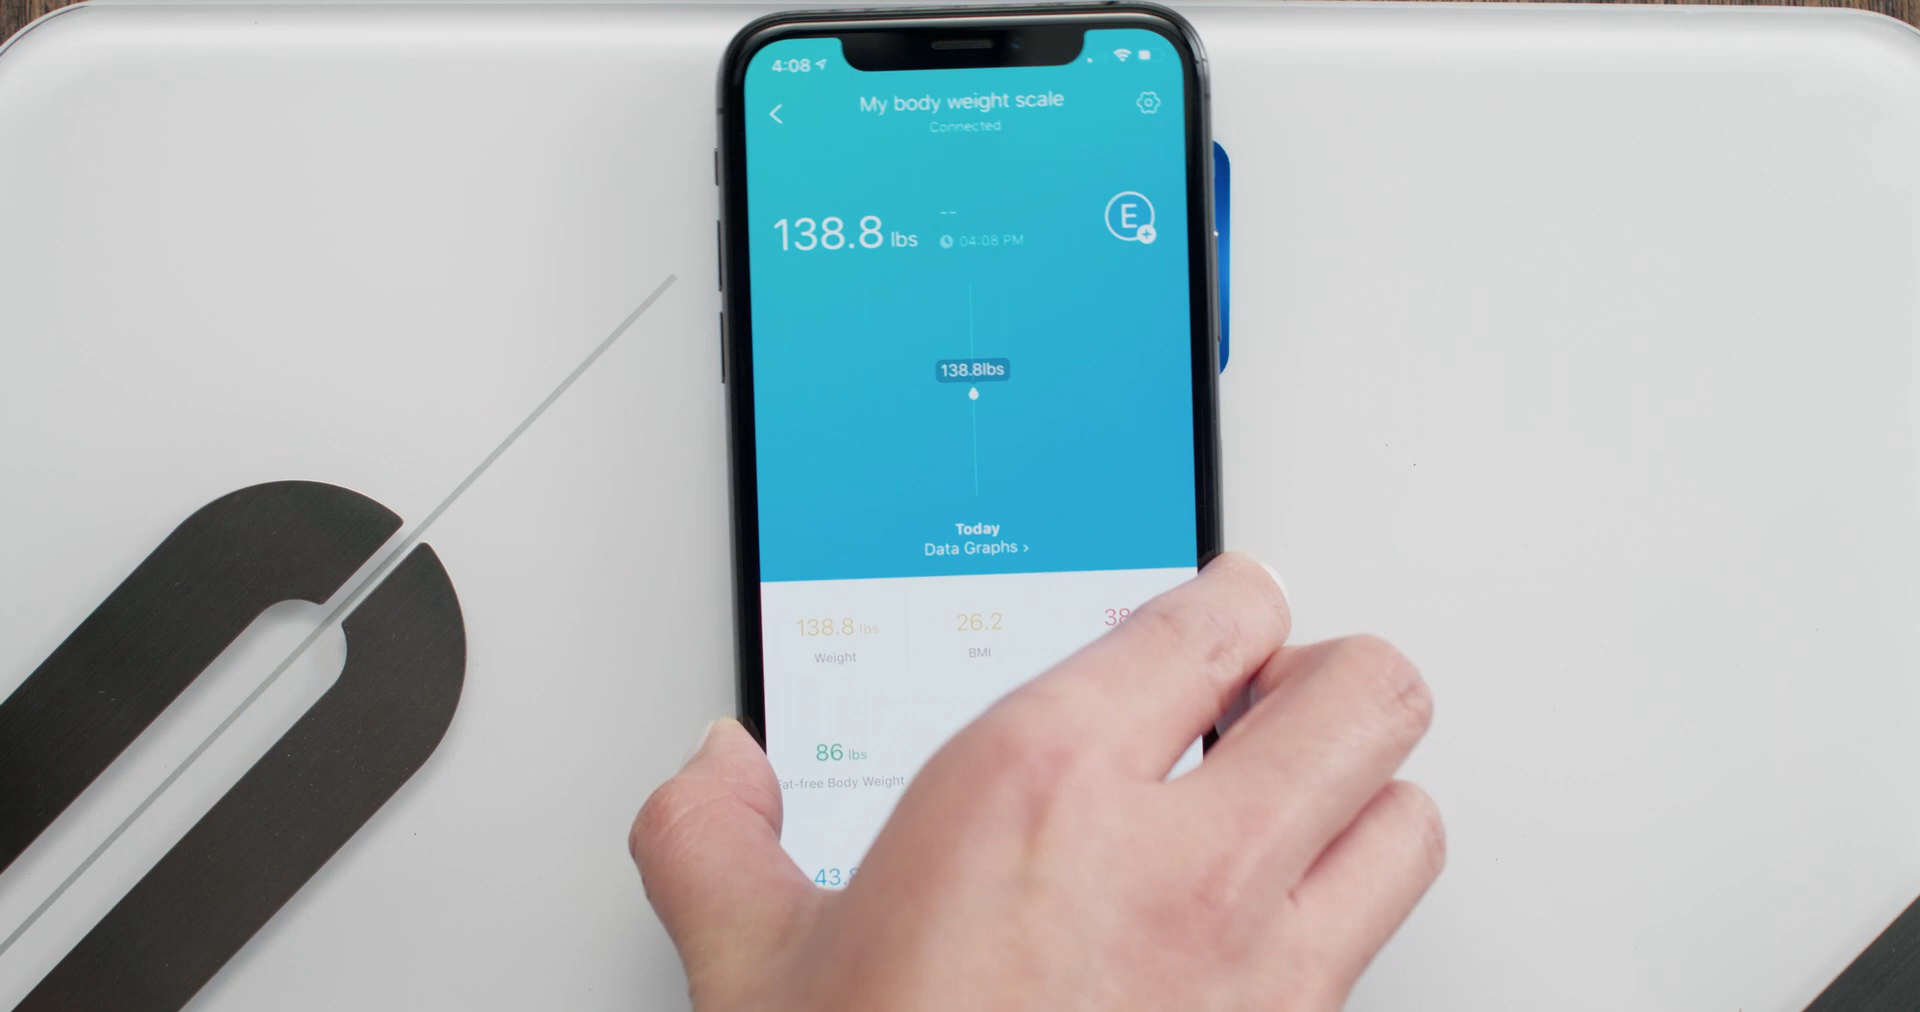 4:08
My body weight scale
Connected
138.8 lbs
--
04:08 PM
E
138.8lbs
Today
Data Graphs >
138.8 lbs
26.2
Weight
BMI
86 lbs
at-free Body Weight